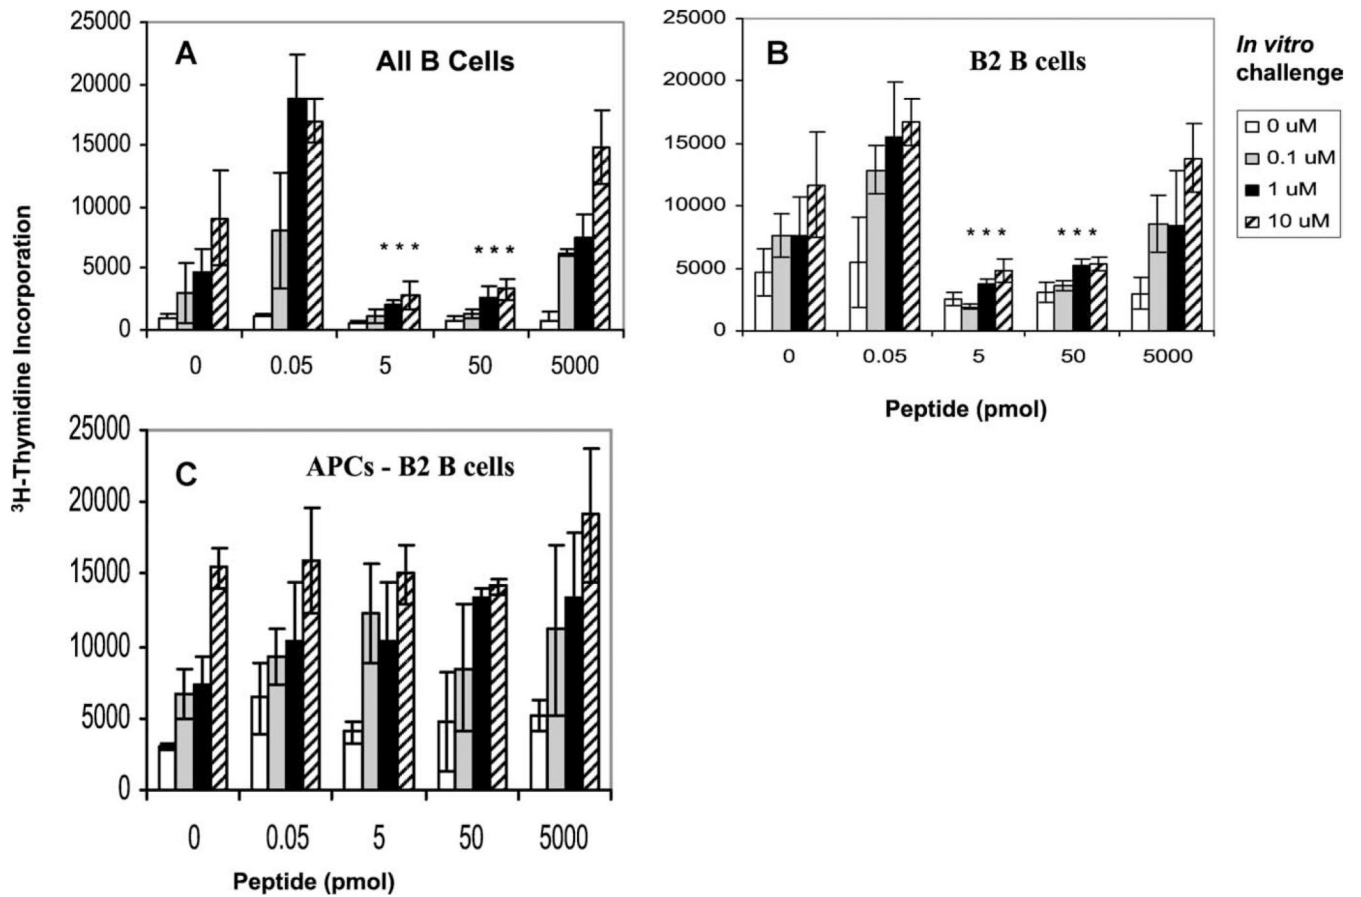 ³H-Thymidine Incorporation
A
All B Cells
25000
20000
15000
10000
5000
0
* * *
* * *
0 0.05 5 50 5000
B
B2 B cells
25000
20000
15000
10000
5000
0
* * *
* * *
0 0.05 5 50 5000
Peptide (pmol)
In vitro
challenge
0 uM
0.1 uM
1 uM
10 uM
C
APCs - B2 B cells
25000
20000
15000
10000
5000
0
0 0.05 5 50 5000
Peptide (pmol)